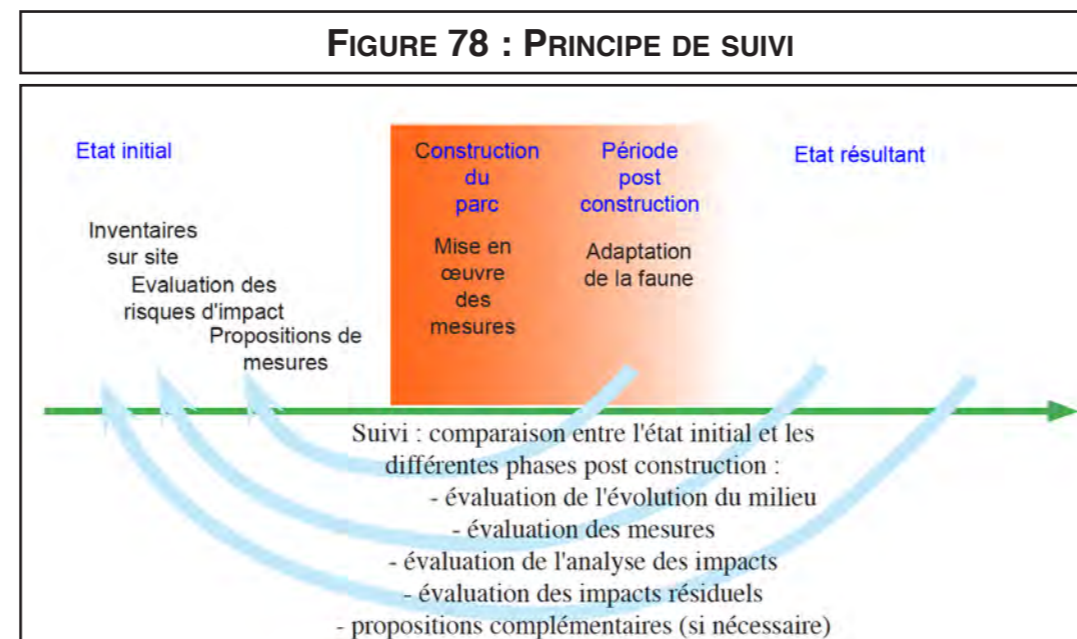 FIGURE 78 : PRINCIPE DE SUIVI
Etat initial
Inventaires
sur site
Evaluation des
risques d'impact
Propositions de
mesures
Construction
du
parc
Mise en
œuvre
des
mesures
Période
post
construction
Adaptation
de la faune
Etat résultant
Suivi : comparaison entre l'état initial et les
différentes phases post construction :
- évaluation de l'évolution du milieu
- évaluation des mesures
- évaluation de l'analyse des impacts
- évaluation des impacts résiduels
- propositions complémentaires (si nécessaire)